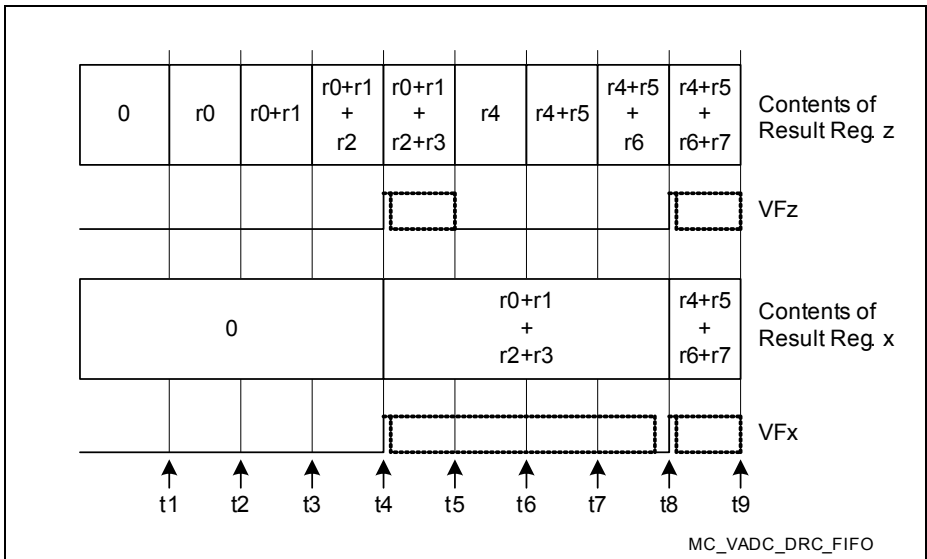 0 r0 r0+r1 r0+r1 + r2 r0+r1 + r2+r3 r4 r4+r5 r4+r5 + r6 r4+r5 + r6+r7
Contents of
Result Reg. z
VFz
0 r0+r1 + r2+r3 r4+r5 + r6+r7
Contents of
Result Reg. x
VFx
t1 t2 t3 t4 t5 t6 t7 t8 t9
MC_VADC_DRC_FIFO